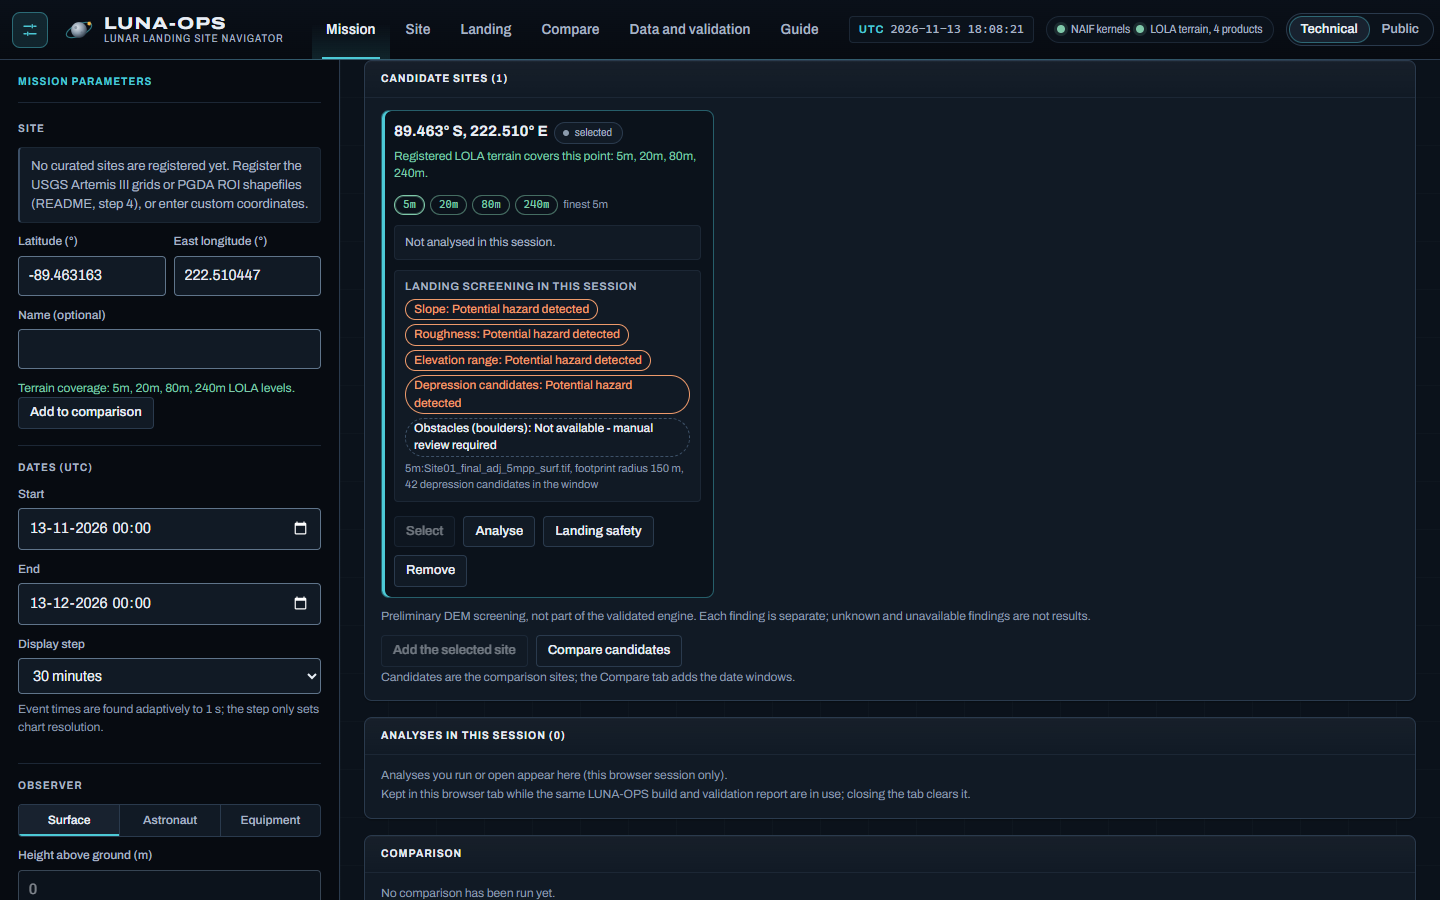 LUNA-OPS
LUNAR LANDING SITE NAVIGATOR
Mission
Site
Landing
Compare
Data and validation
Guide
UTC 2026-11-13 18:08:21
NAIF kernels
LOLA terrain, 4 products
Technical
Public
MISSION PARAMETERS
SITE
No curated sites are registered yet. Register the
USGS Artemis III grids or PGDA ROI shapefiles
(README, step 4), or enter custom coordinates.
Latitude (°)
East longitude (°)
-89.463163
222.510447
Name (optional)
Terrain coverage: 5m, 20m, 80m, 240m LOLA levels.
Add to comparison
DATES (UTC)
Start
13-11-2026 00:00
End
13-12-2026 00:00
Display step
30 minutes
Event times are found adaptively to 1 s; the step only sets
chart resolution.
OBSERVER
Surface
Astronaut
Equipment
Height above ground (m)
0
CANDIDATE SITES (1)
89.463° S, 222.510° E
selected
Registered LOLA terrain covers this point: 5m, 20m, 80m,
240m.
5m
20m
80m
240m
finest 5m
Not analysed in this session.
LANDING SCREENING IN THIS SESSION
Slope: Potential hazard detected
Roughness: Potential hazard detected
Elevation range: Potential hazard detected
Depression candidates: Potential hazard
detected
Obstacles (boulders): Not available - manual
review required
5m:Site01_final_adj_5mpp_surf.tif, footprint radius 150 m,
42 depression candidates in the window
Select
Analyse
Landing safety
Remove
Preliminary DEM screening, not part of the validated engine. Each finding is separate; unknown and unavailable findings are not results.
Add the selected site
Compare candidates
Candidates are the comparison sites; the Compare tab adds the date windows.
ANALYSES IN THIS SESSION (0)
Analyses you run or open appear here (this browser session only).
Kept in this browser tab while the same LUNA-OPS build and validation report are in use; closing the tab clears it.
COMPARISON
No comparison has been run yet.